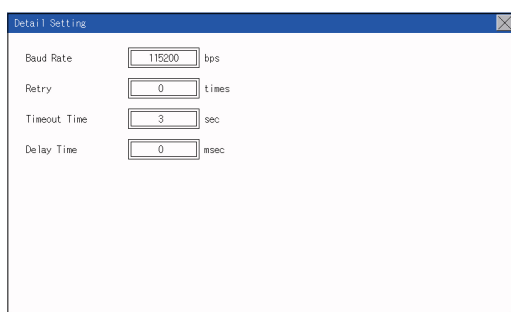 Detail Setting
Baud Rate 115200 bps
Retry 0 times
Timeout Time 3 sec
Delay Time 0 msec